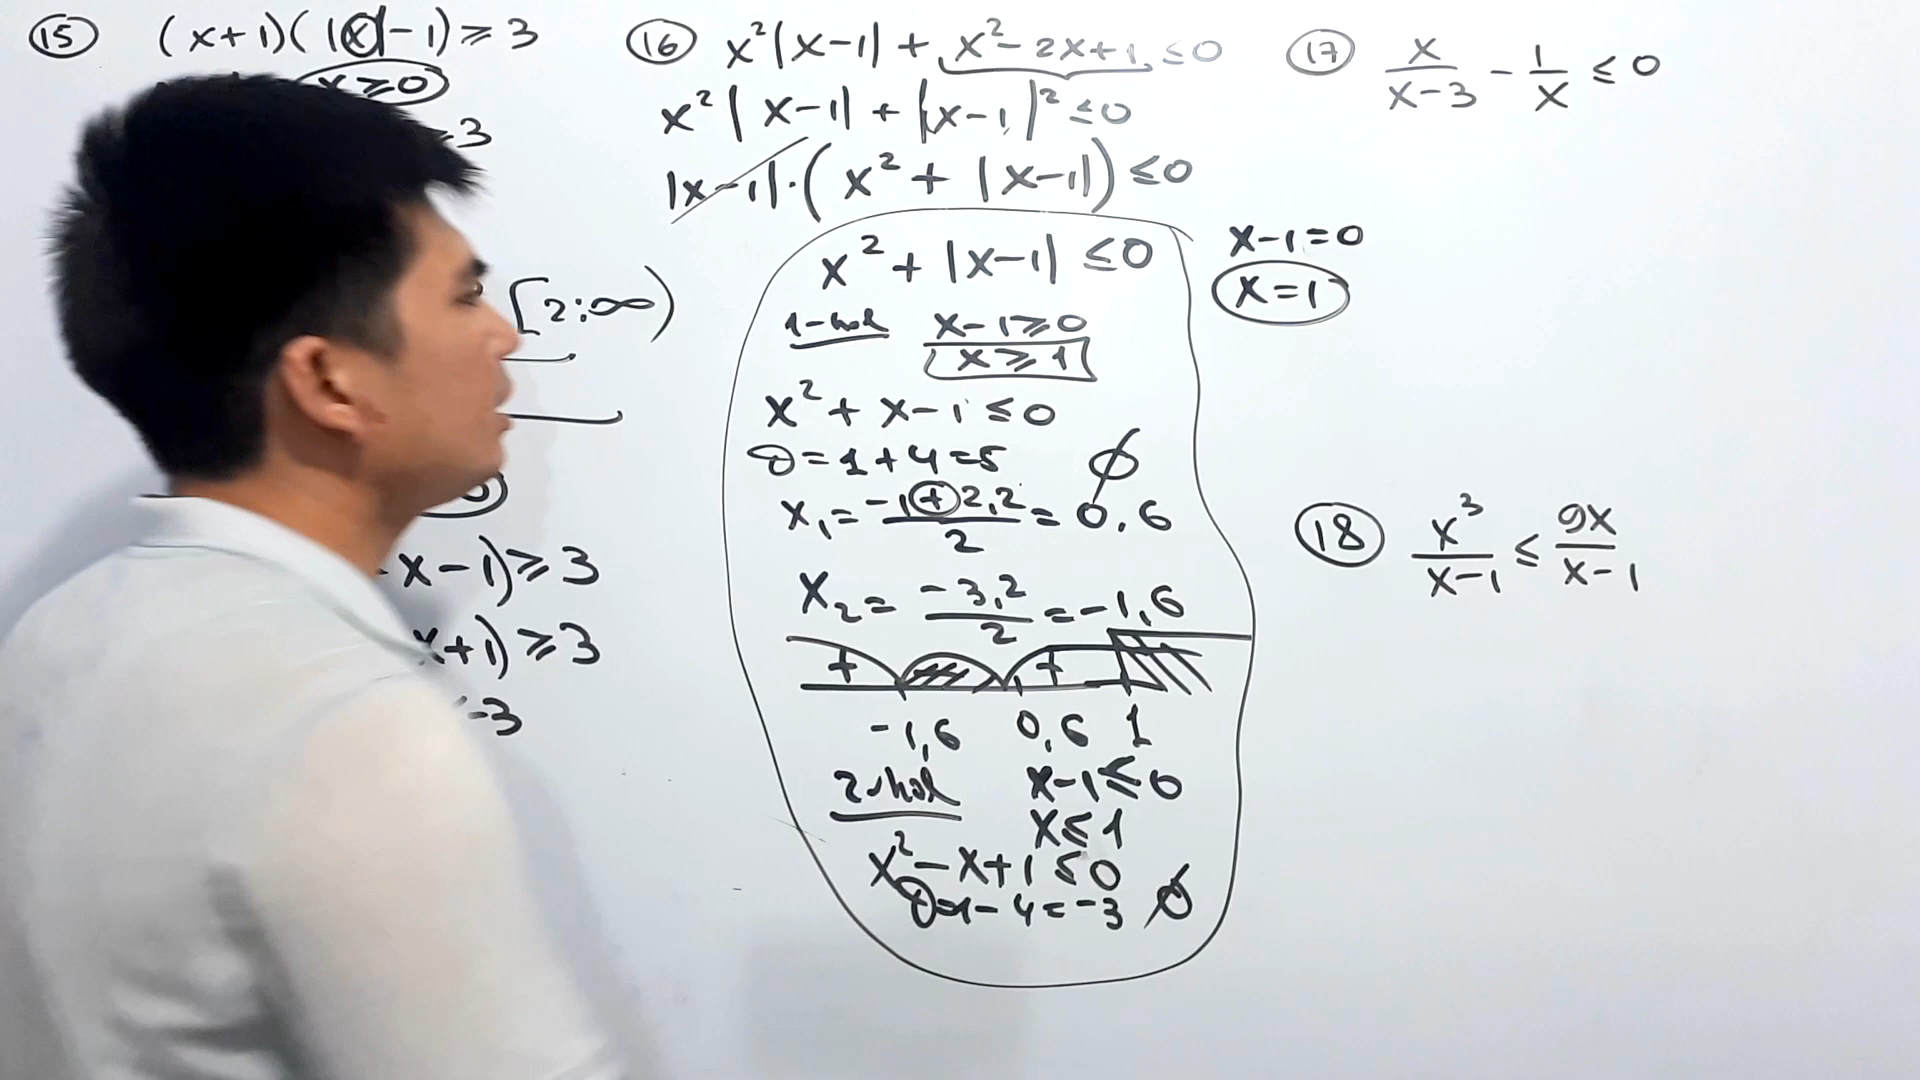 15 (x+1)(|x|-1)≥3
x≥0
-3
[2;∞)
-x-1)≥3
x+1)≥3
-3
16 x²|x-1| + x²-2x+1 ≤0
x²|x-1| + |x-1|² ≤0
|x-1|·(x² + |x-1|) ≤0
x² + |x-1| ≤0
1-hol x-1≥0
x≥1
x² + x-1 ≤0
D=1+4=5 ∅
x₁= (-1+2,2)/2 = 0,6
x₂= (-3,2)/2 = -1,6
+ +
-1,6 0,6 1
2-hol x-1≤0
x≤1
x²-x+1≤0
D=1-4=-3 ∅
x-1=0
x=1
17 x/(x-3) - 1/x ≤0
18 x³/(x-1) ≤ 9x/(x-1)